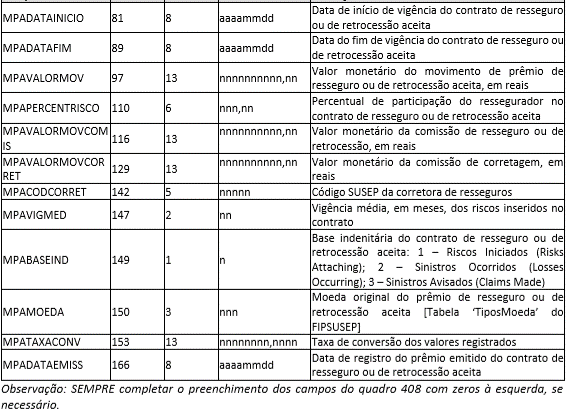 MPADATAINICIO 81 8 aaaammdd Data de início de vigência do contrato de resseguro
ou de retrocessão aceita
MPADATAFIM 89 8 aaaammdd Data do fim de vigência do contrato de resseguro ou
de retrocessão aceita
MPAVALORMOV 97 13 nnnnnnnnnn,nn Valor monetário do movimento de prêmio de
resseguro ou de retrocessão aceita, em reais
MPAPERCENTRISCO 110 6 nnn,nn Percentual de participação do ressegurador no
contrato de resseguro ou de retrocessão aceita
MPAVALORMOVCOM
IS 116 13 nnnnnnnnnn,nn Valor monetário da comissão de resseguro ou de
retrocessão, em reais
MPAVALORMOVCOR
RET 129 13 nnnnnnnnnn,nn Valor monetário da comissão de corretagem, em
reais
MPACODCORRET 142 5 nnnnn Código SUSEP da corretora de resseguros
MPAVIGMED 147 2 nn Vigência média, em meses, dos riscos inseridos no
contrato
MPABASEIND 149 1 n Base indenitária do contrato de resseguro ou de
retrocessão aceita: 1 – Riscos Iniciados (Risks
Attaching); 2 – Sinistros Ocorridos (Losses
Occurring); 3 – Sinistros Avisados (Claims Made)
MPAMOEDA 150 3 nnn Moeda original do prêmio de resseguro ou de
retrocessão aceita [Tabela ‘TiposMoeda’ do
FIPSUSEP]
MPATAXACONV 153 13 nnnnnnnn,nnnn Taxa de conversão dos valores registrados
MPADATAEMISS 166 8 aaaammdd Data de registro do prêmio emitido do contrato de
resseguro ou de retrocessão aceita
Observação: SEMPRE completar o preenchimento dos campos do quadro 408 com zeros à esquerda, se
necessário.